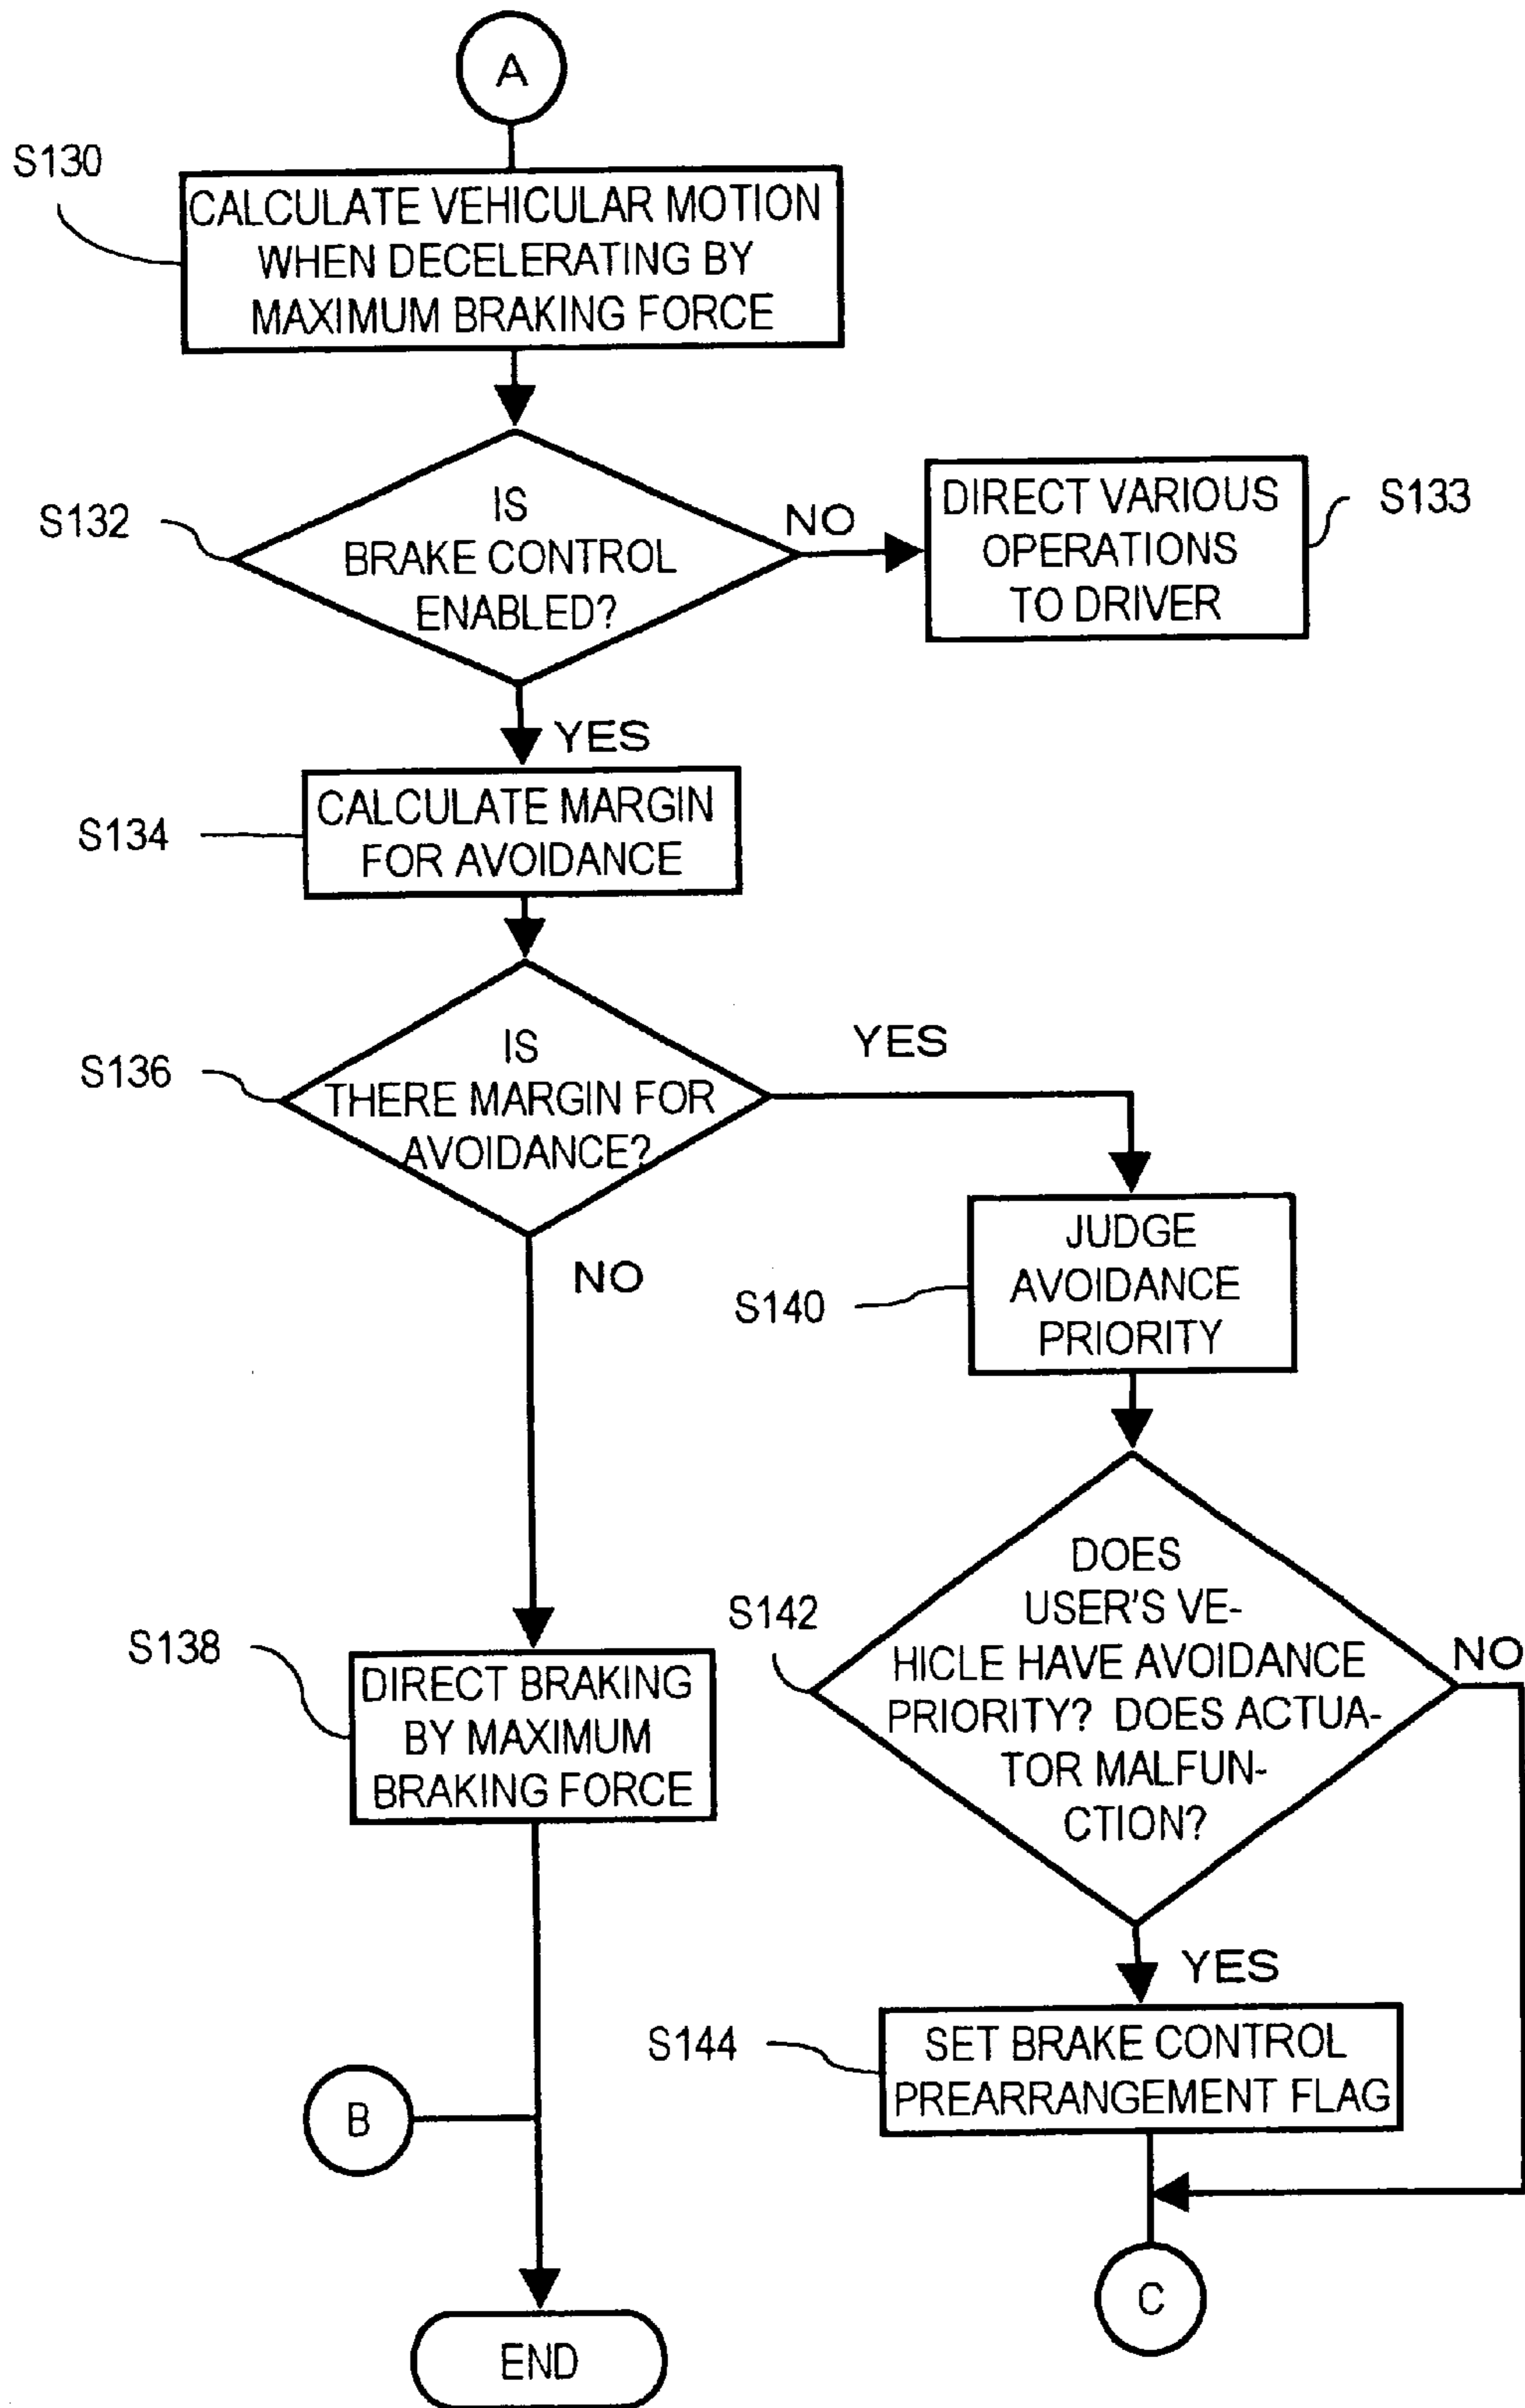 A
S130
CALCULATE VEHICULAR MOTION
WHEN DECELERATING BY
MAXIMUM BRAKING FORCE
S132
IS
BRAKE CONTROL
ENABLED?
NO
DIRECT VARIOUS
OPERATIONS
TO DRIVER
S133
YES
S134
CALCULATE MARGIN
FOR AVOIDANCE
S136
IS
THERE MARGIN FOR
AVOIDANCE?
YES
NO
S140
JUDGE
AVOIDANCE
PRIORITY
S142
DOES
USER'S VE-
HICLE HAVE AVOIDANCE
PRIORITY? DOES ACTUA-
TOR MALFUN-
CTION?
NO
S138
DIRECT BRAKING
BY MAXIMUM
BRAKING FORCE
YES
S144
SET BRAKE CONTROL
PREARRANGEMENT FLAG
B
C
END